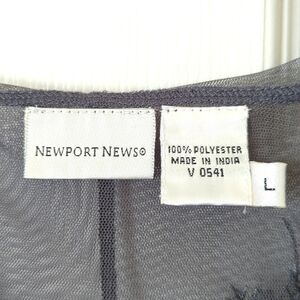 NEWPORT NEWS®
100% POLYESTER
MADE IN INDIA
V 0541
L